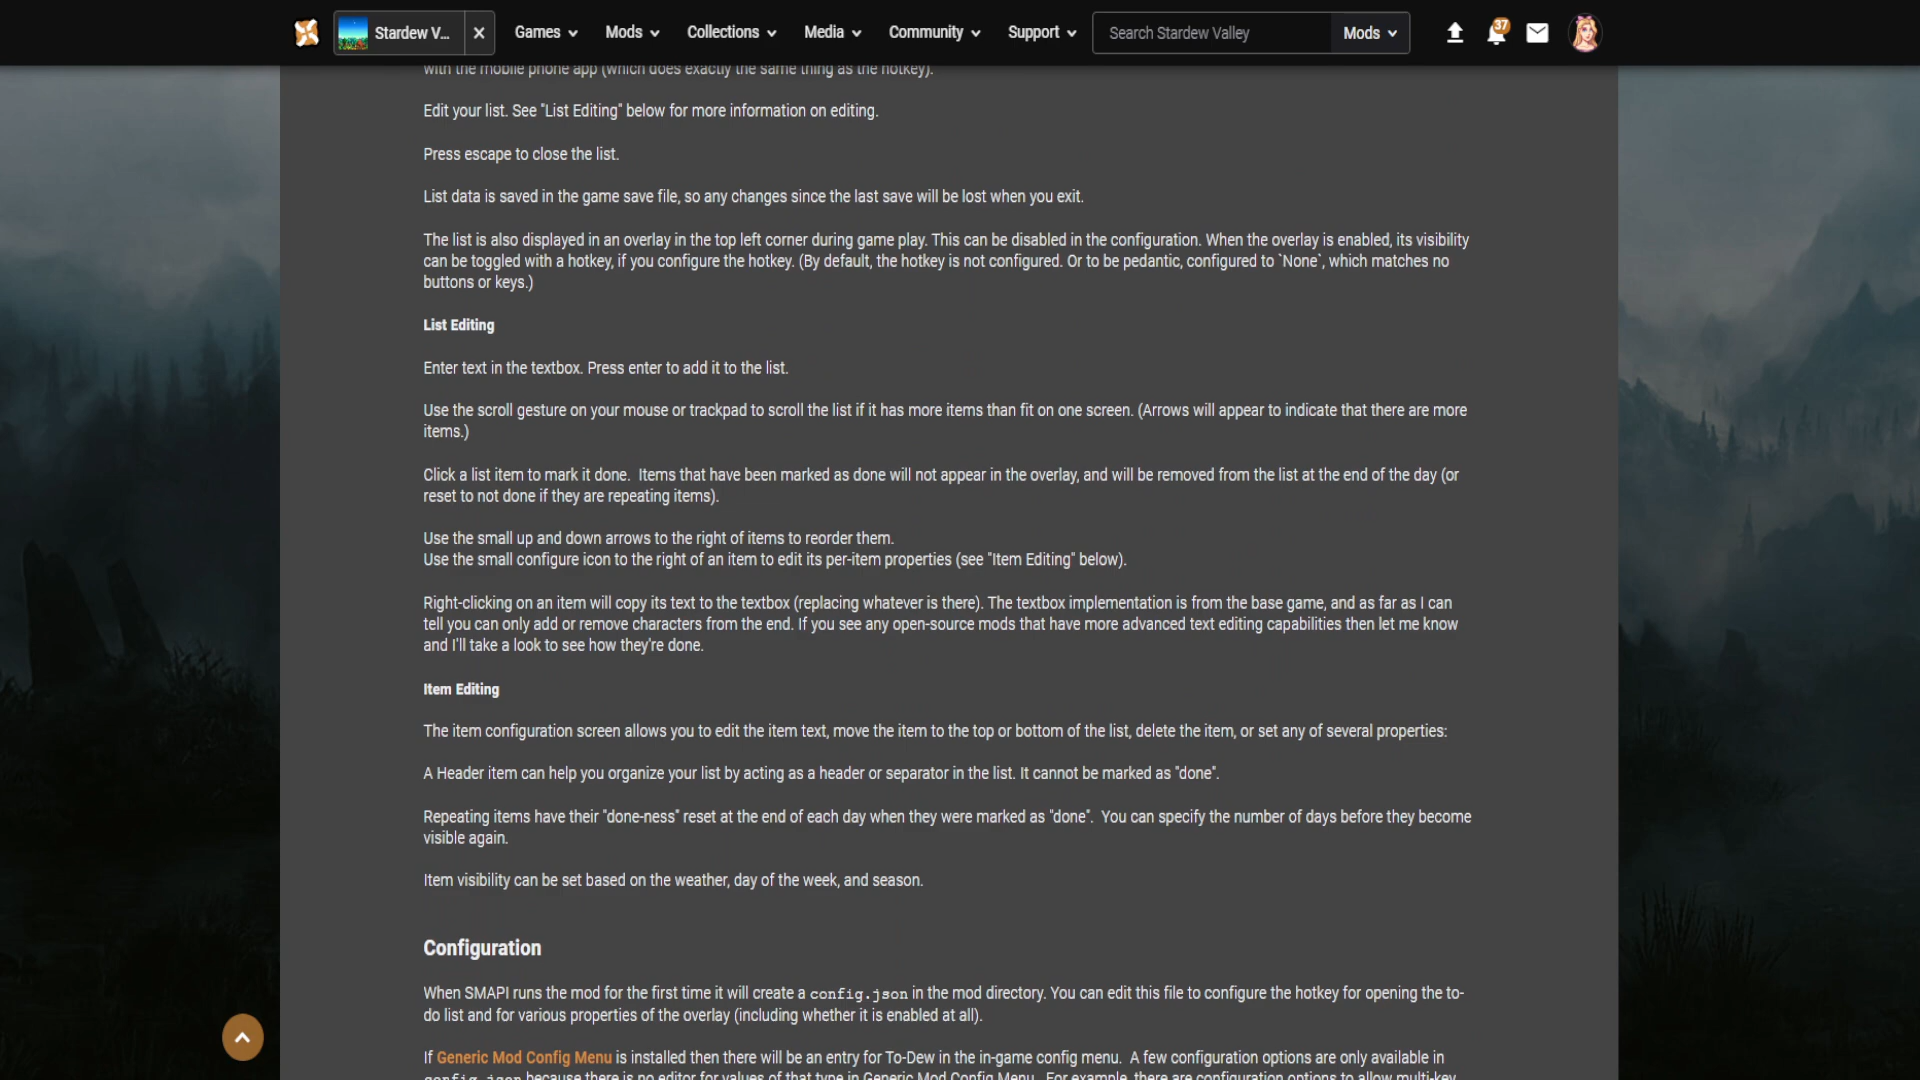 Stardew V...
Games
Mods
Collections
Media
Community
Support
Search Stardew Valley
Mods
37
with the mobile phone app (which does exactly the same thing as the hotkey).
Edit your list. See "List Editing" below for more information on editing.
Press escape to close the list.
List data is saved in the game save file, so any changes since the last save will be lost when you exit.
The list is also displayed in an overlay in the top left corner during game play. This can be disabled in the configuration. When the overlay is enabled, its visibility
can be toggled with a hotkey, if you configure the hotkey. (By default, the hotkey is not configured. Or to be pedantic, configured to `None`, which matches no
buttons or keys.)
List Editing
Enter text in the textbox. Press enter to add it to the list.
Use the scroll gesture on your mouse or trackpad to scroll the list if it has more items than fit on one screen. (Arrows will appear to indicate that there are more
items.)
Click a list item to mark it done.  Items that have been marked as done will not appear in the overlay, and will be removed from the list at the end of the day (or
reset to not done if they are repeating items).
Use the small up and down arrows to the right of items to reorder them.
Use the small configure icon to the right of an item to edit its per-item properties (see "Item Editing" below).
Right-clicking on an item will copy its text to the textbox (replacing whatever is there). The textbox implementation is from the base game, and as far as I can
tell you can only add or remove characters from the end. If you see any open-source mods that have more advanced text editing capabilities then let me know
and I'll take a look to see how they're done.
Item Editing
The item configuration screen allows you to edit the item text, move the item to the top or bottom of the list, delete the item, or set any of several properties:
A Header item can help you organize your list by acting as a header or separator in the list. It cannot be marked as "done".
Repeating items have their "done-ness" reset at the end of each day when they were marked as "done".  You can specify the number of days before they become
visible again.
Item visibility can be set based on the weather, day of the week, and season.
Configuration
When SMAPI runs the mod for the first time it will create a config.json in the mod directory. You can edit this file to configure the hotkey for opening the to-
do list and for various properties of the overlay (including whether it is enabled at all).
If Generic Mod Config Menu is installed then there will be an entry for To-Dew in the in-game config menu.  A few configuration options are only available in
config.json because there is no editor for values of that type in Generic Mod Config Menu.  For example, there are configuration options to allow multi-key